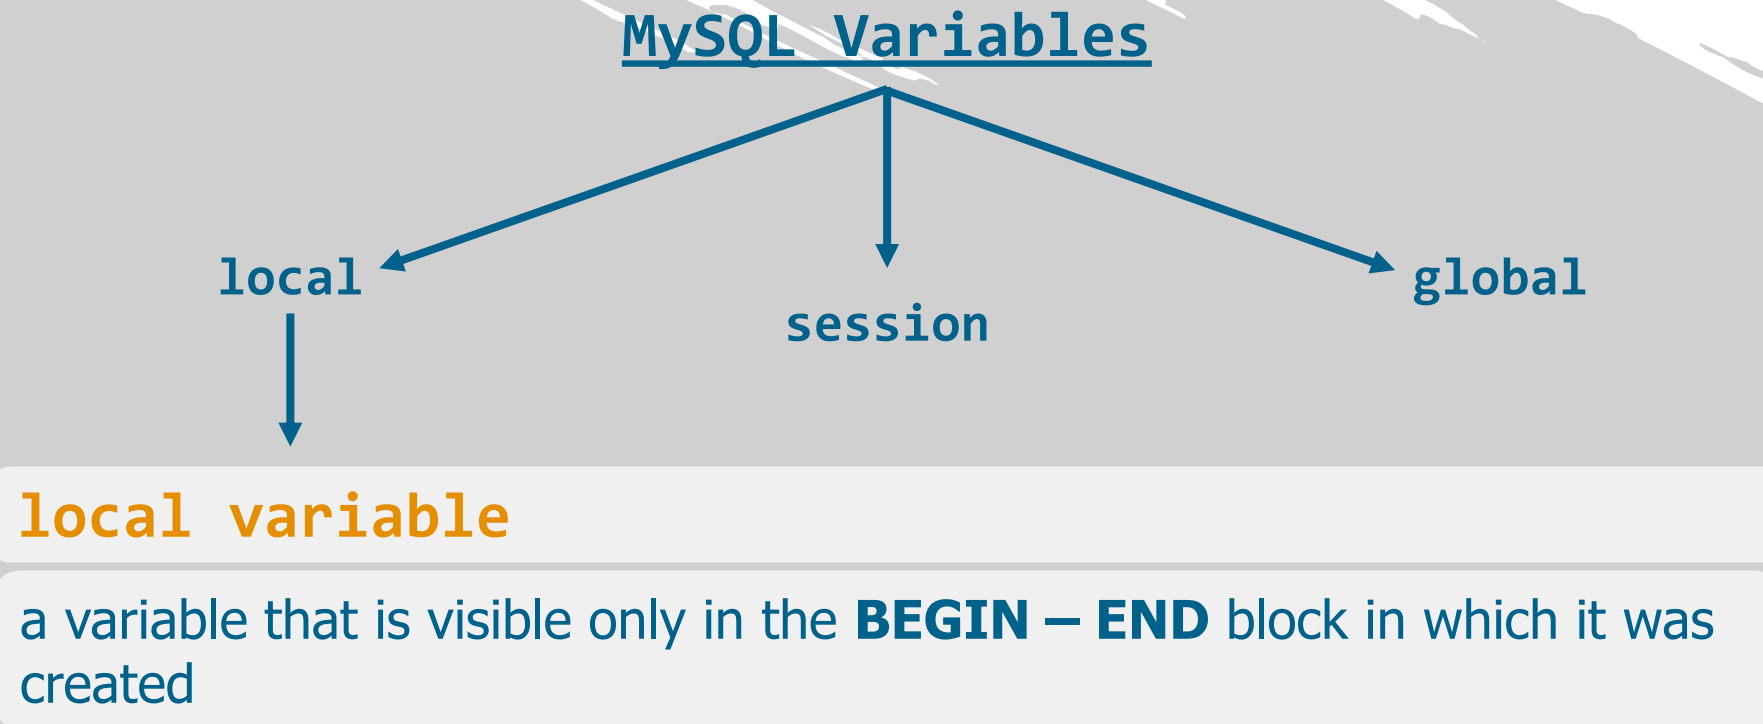 MySQL Variables
local
global
session
local variable
a variable that is visible only in the BEGIN – END block in which it was
created